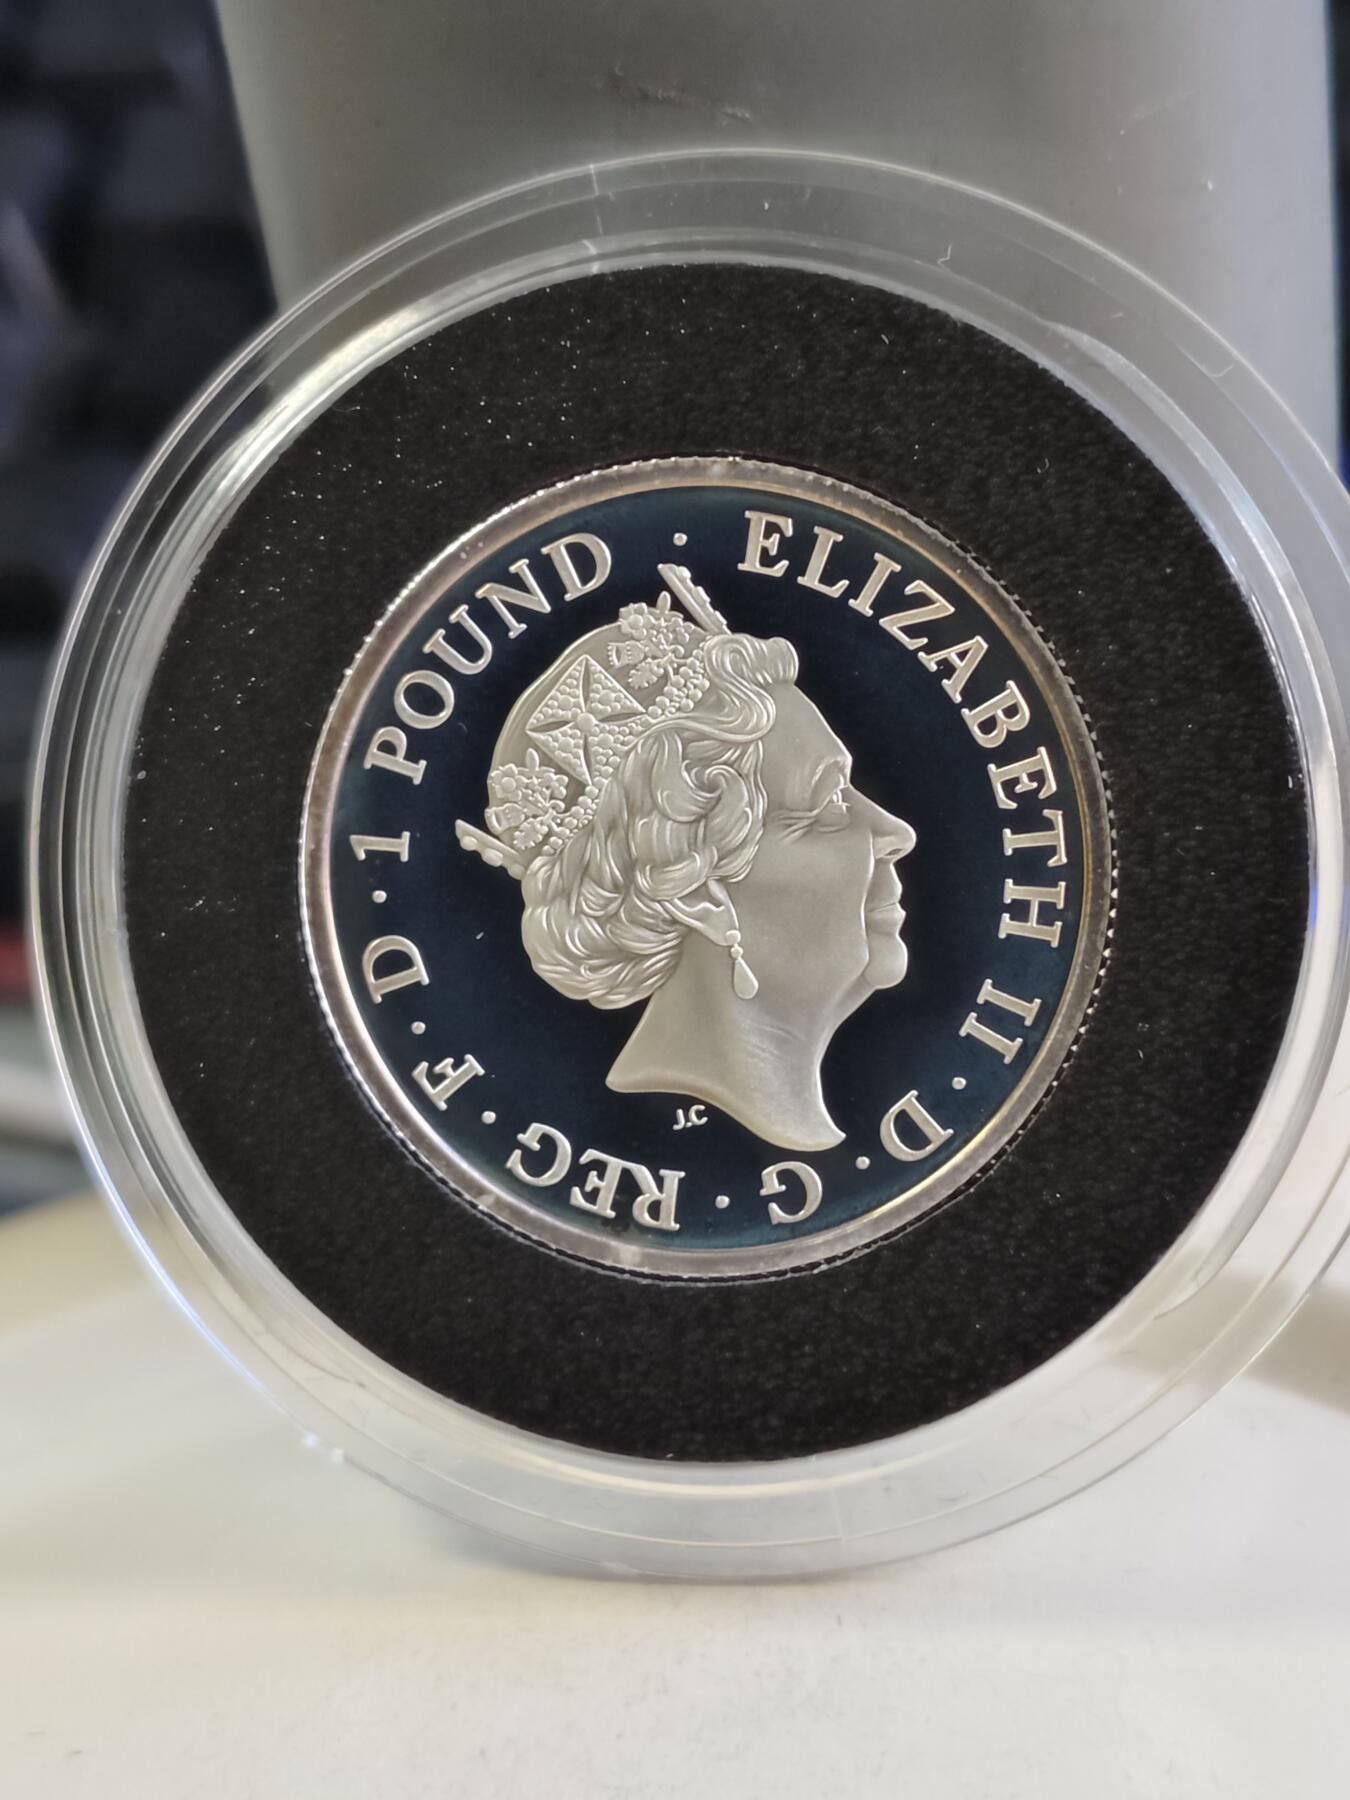 ELIZABETH II · D · G · REG · F · D · 1 POUND ·
J.C